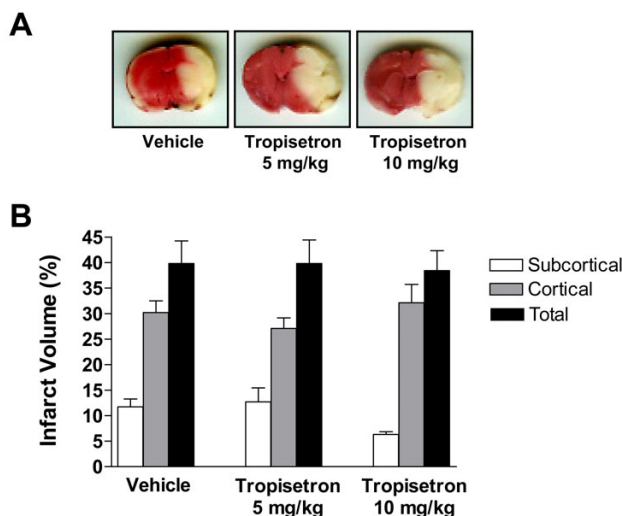 A
Vehicle
Tropisetron
5 mg/kg
Tropisetron
10 mg/kg
B
Infarct Volume (%)
45
40
35
30
25
20
15
10
5
0
Vehicle
Tropisetron
5 mg/kg
Tropisetron
10 mg/kg
Subcortical
Cortical
Total